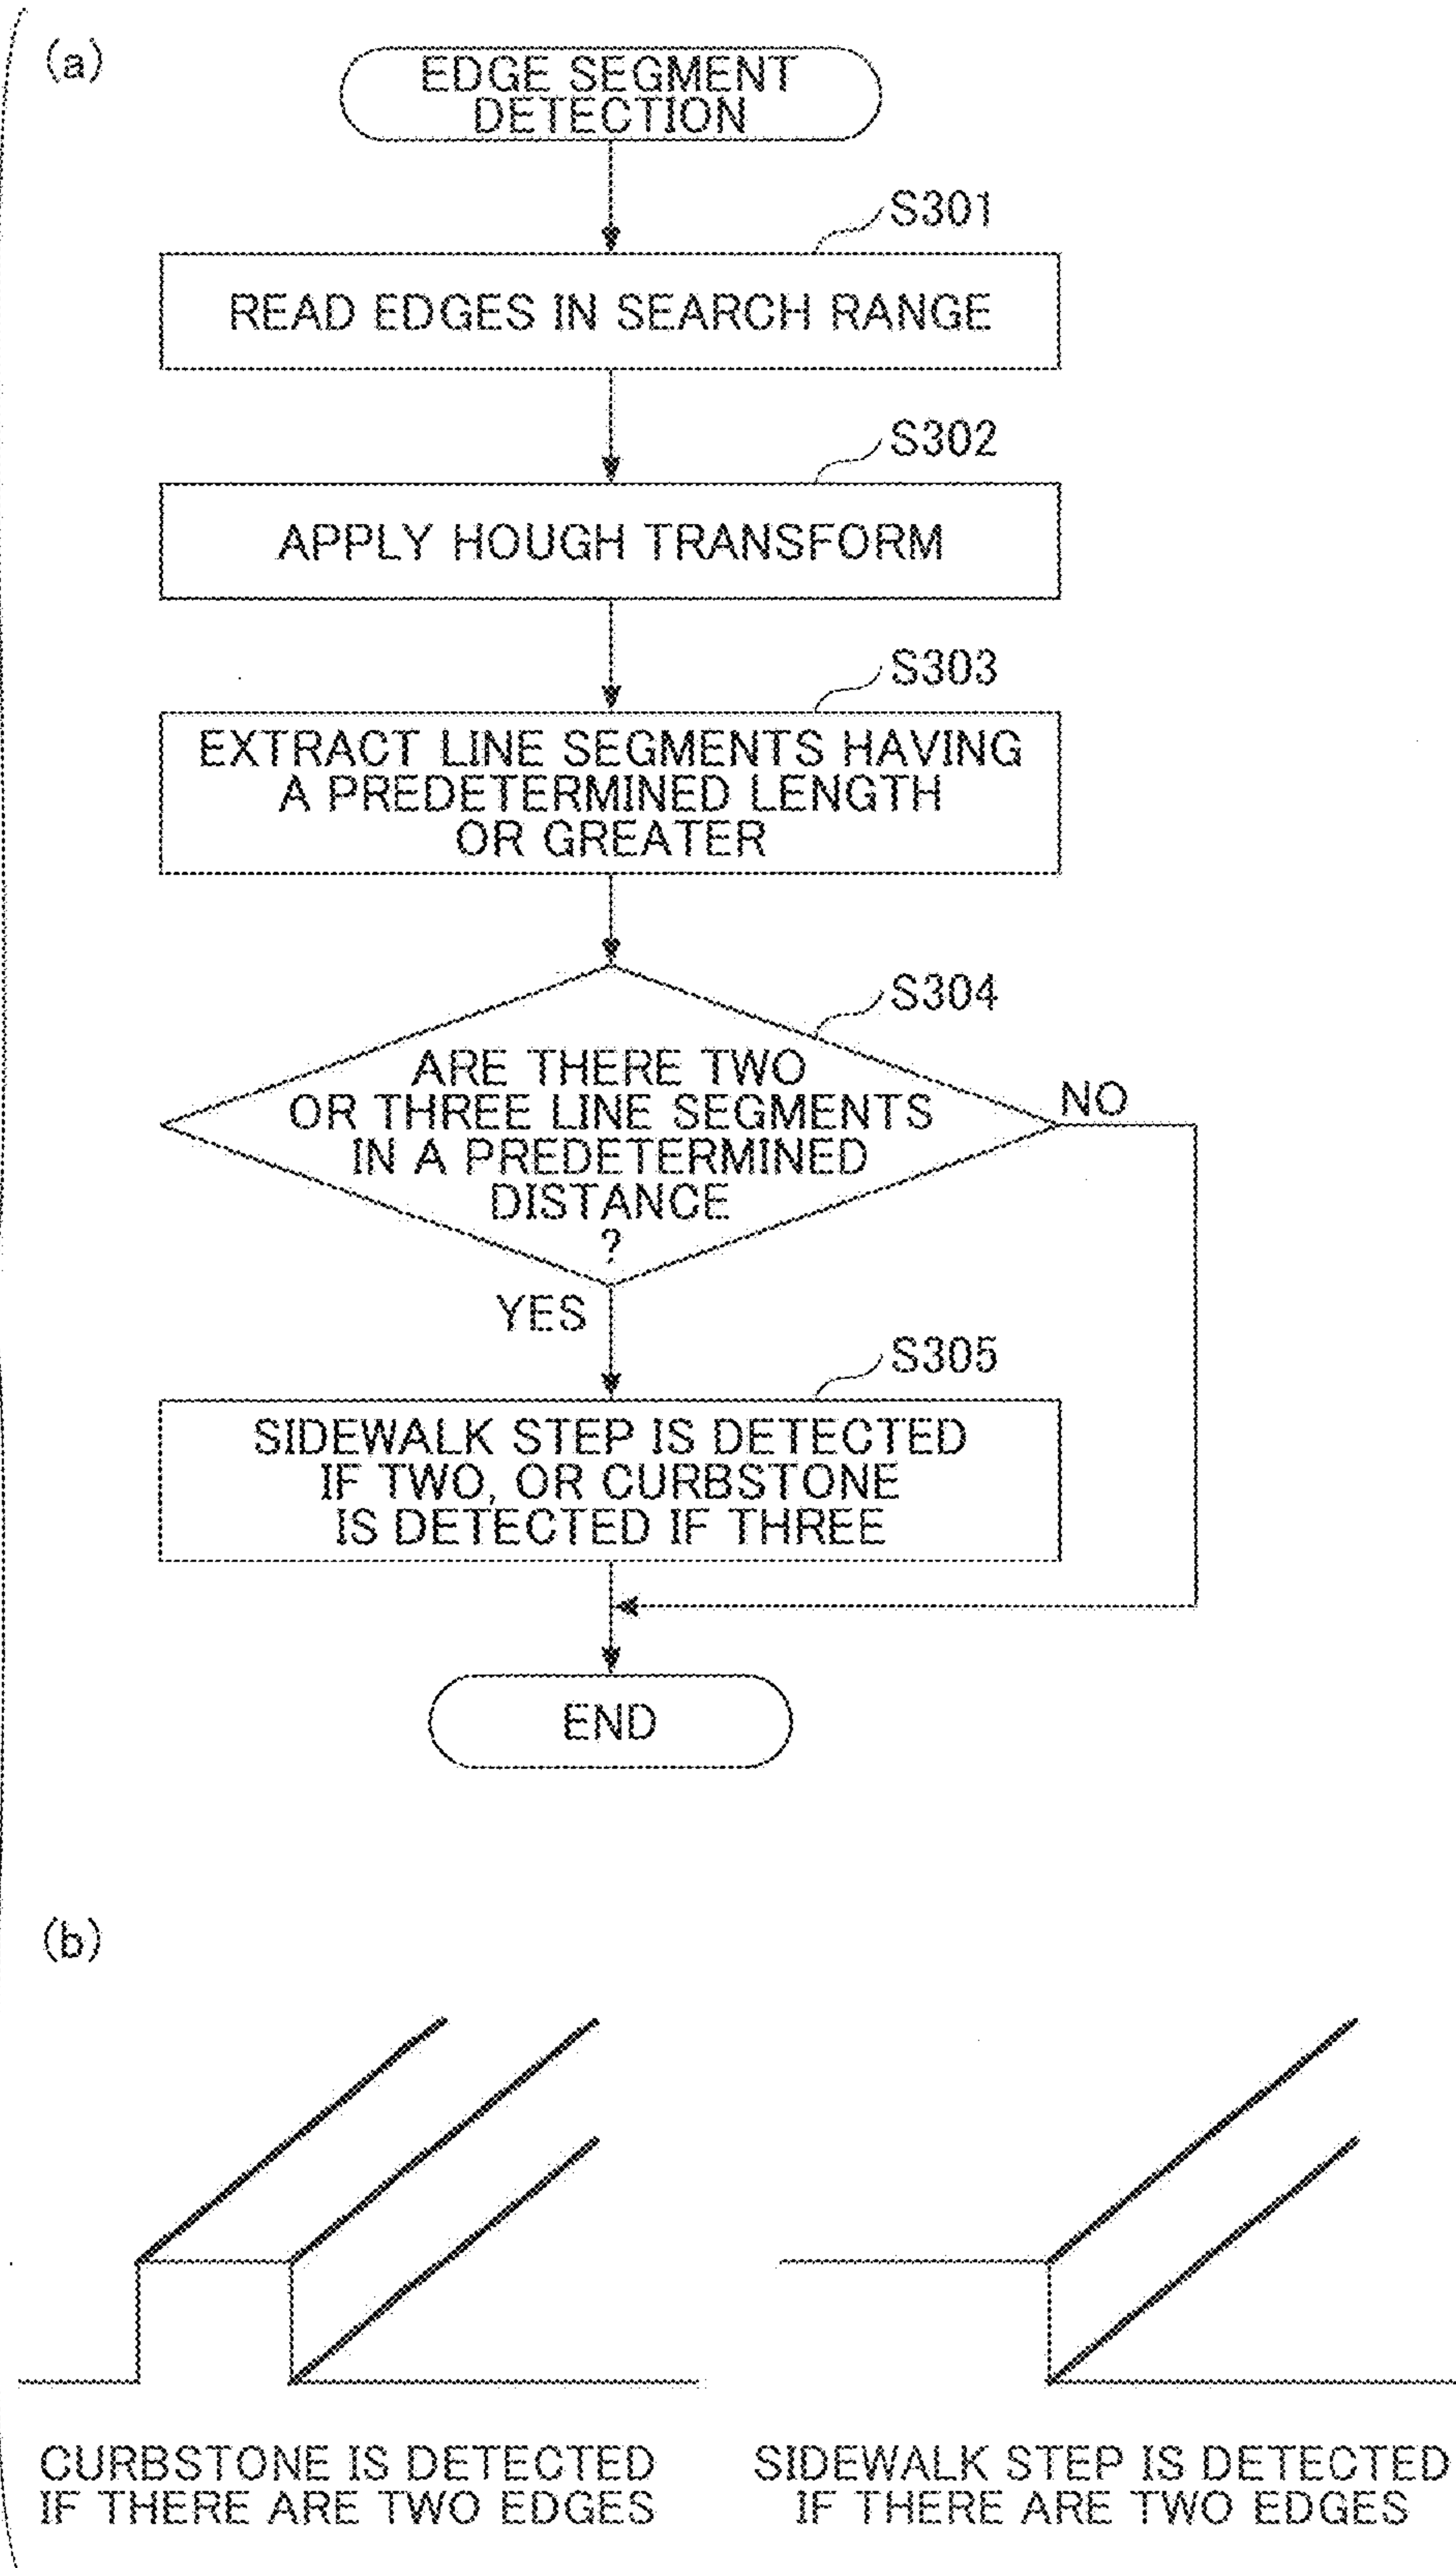 (a)
EDGE SEGMENT
DETECTION
S301
READ EDGES IN SEARCH RANGE
S302
APPLY HOUGH TRANSFORM
S303
EXTRACT LINE SEGMENTS HAVING
A PREDETERMINED LENGTH
OR GREATER
S304
ARE THERE TWO
OR THREE LINE SEGMENTS
IN A PREDETERMINED
DISTANCE
?
NO
YES
S305
SIDEWALK STEP IS DETECTED
IF TWO, OR CURBSTONE
IS DETECTED IF THREE
END
(b)
CURBSTONE IS DETECTED
IF THERE ARE TWO EDGES
SIDEWALK STEP IS DETECTED
IF THERE ARE TWO EDGES